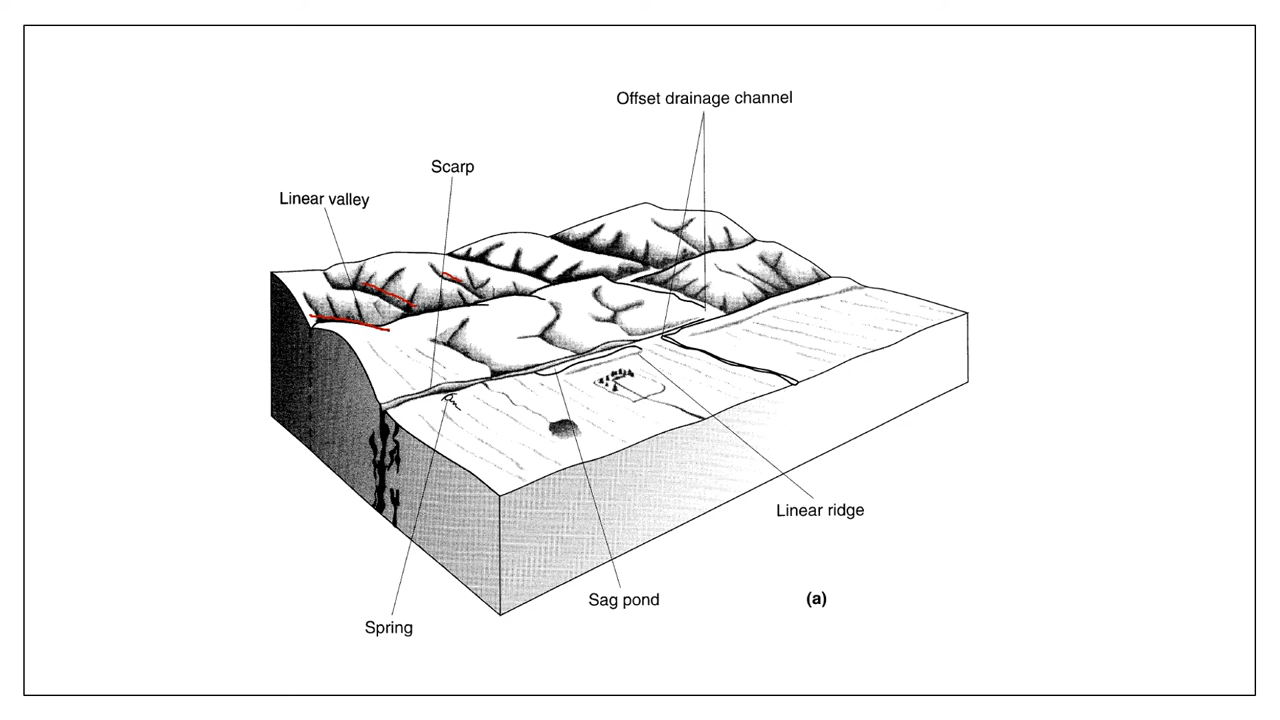 Offset drainage channel
Scarp
Linear valley
Linear ridge
Sag pond
(a)
Spring